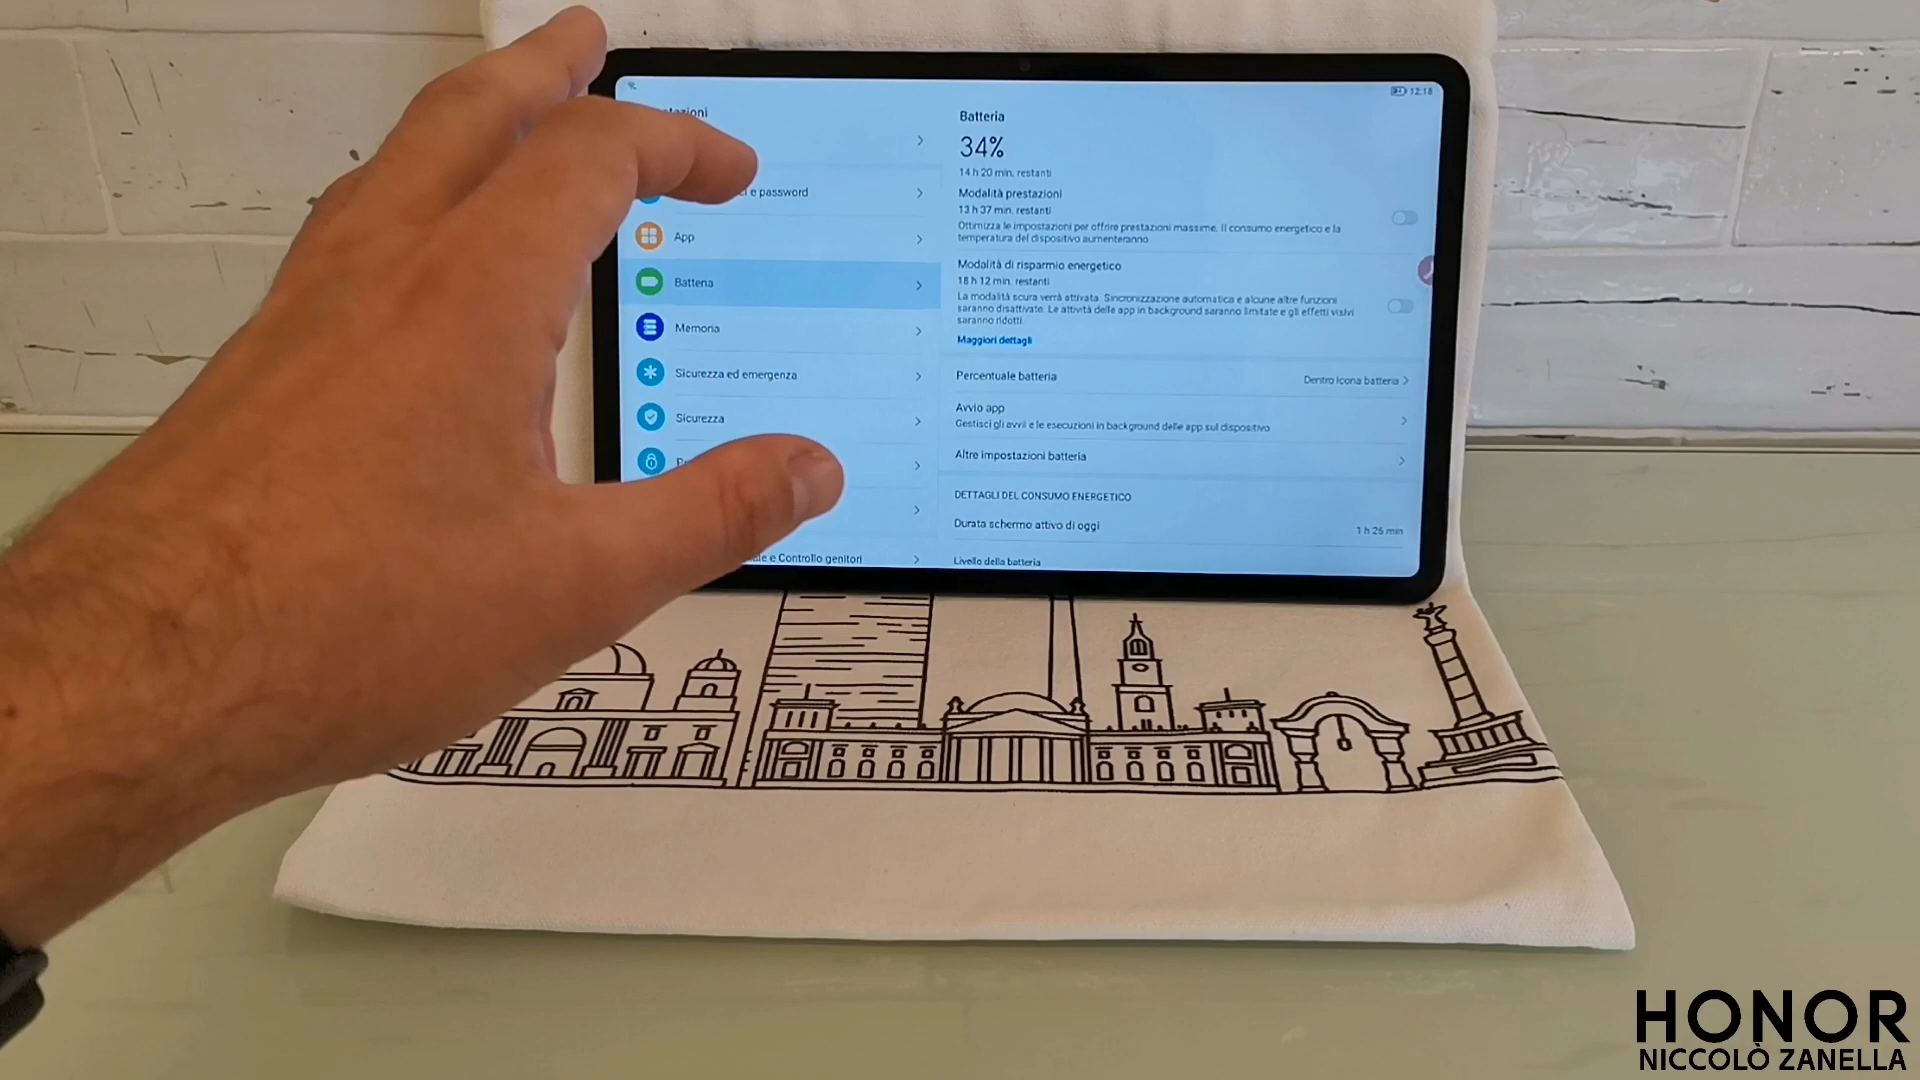 12:18
e password
App
Batteria
Memoria
Sicurezza ed emergenza
Sicurezza
e Controllo genitori
Batteria
34%
14 h 20 min. restanti
Modalità prestazioni
13 h 37 min. restanti
Ottimizza le impostazioni per offrire prestazioni massime. Il consumo energetico e la
temperatura del dispositivo aumenteranno
Modalità di risparmio energetico
18 h 12 min. restanti
La modalità scura verrà attivata. Sincronizzazione automatica e alcune altre funzioni
saranno disattivate. Le attività delle app in background saranno limitate e gli effetti visivi
saranno ridotti.
Maggiori dettagli
Percentuale batteria
Dentro icona batteria
Avvio app
Gestisci gli avvii e le esecuzioni in background delle app sul dispositivo
Altre impostazioni batteria
DETTAGLI DEL CONSUMO ENERGETICO
Durata schermo attivo di oggi
1 h 26 min
Livello della batteria
HONOR
NICCOLÒ ZANELLA